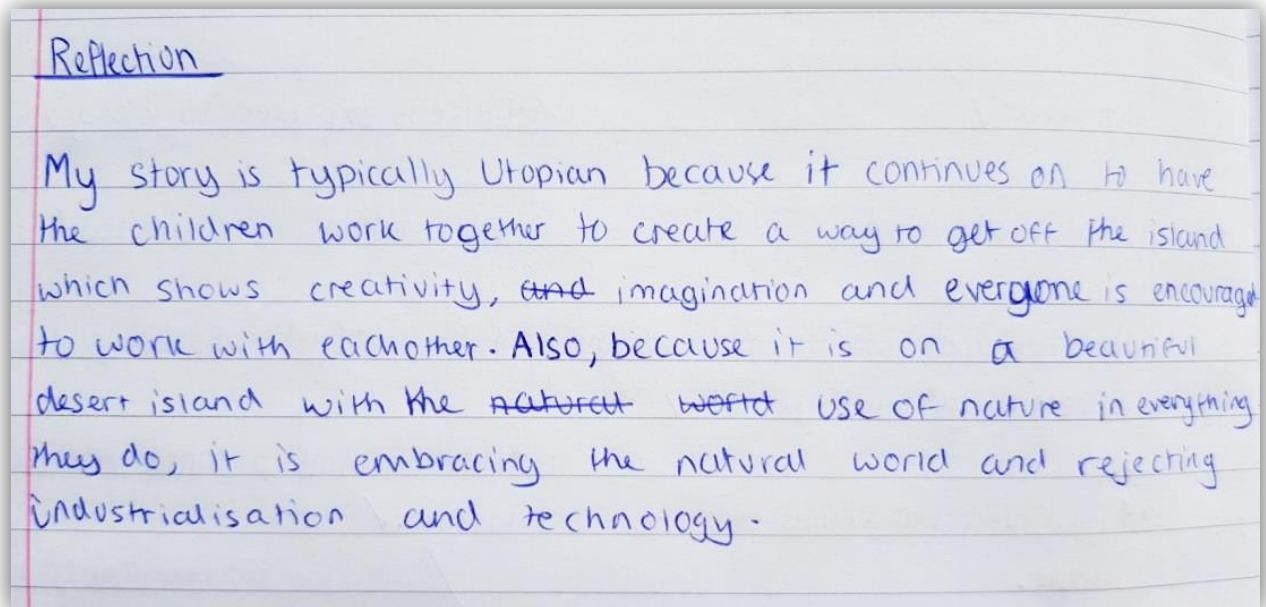 Reflection
My story is typically Utopian because it continues on to have
the children work together to create a way to get off the island
which shows creativity, and imagination and everyone is encouraged
to work with eachother. Also, because it is on a beautiful
desert island with the natural world use of nature in everything
they do, it is embracing the natural world and rejecting
industrialisation and technology.